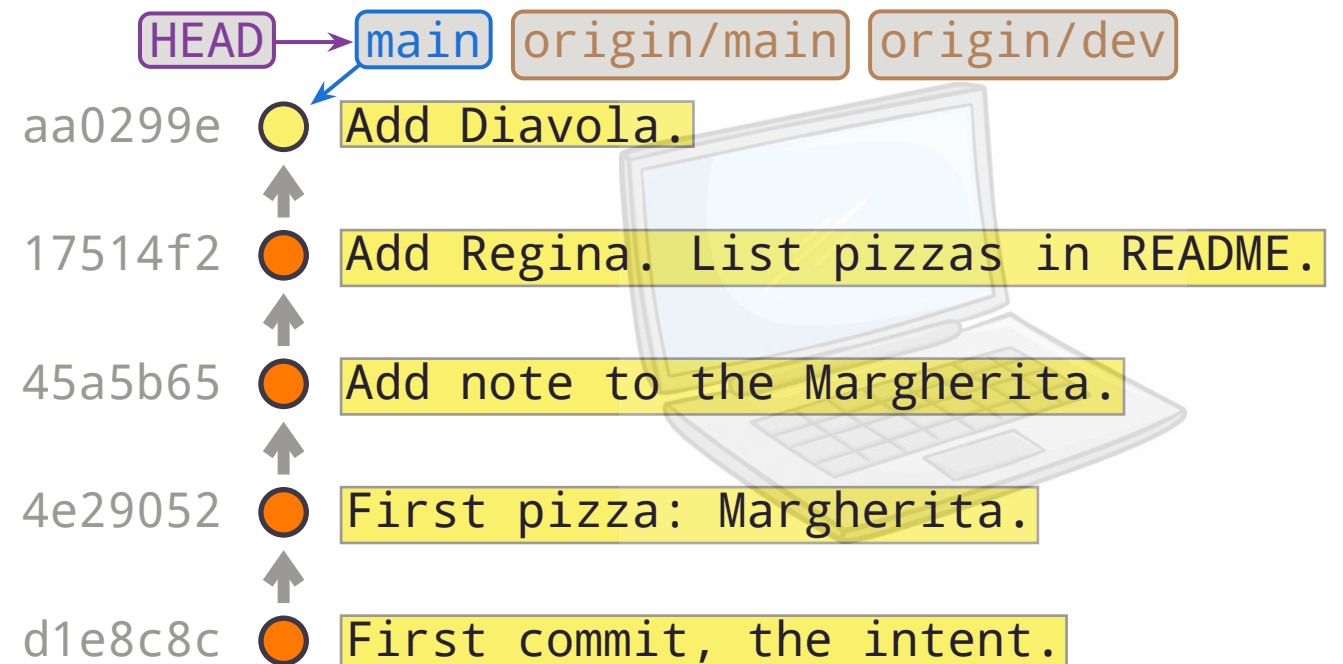 HEAD main origin/main origin/dev
aa0299e Add Diavola.
17514f2 Add Regina. List pizzas in README.
45a5b65 Add note to the Margherita.
4e29052 First pizza: Margherita.
d1e8c8c First commit, the intent.